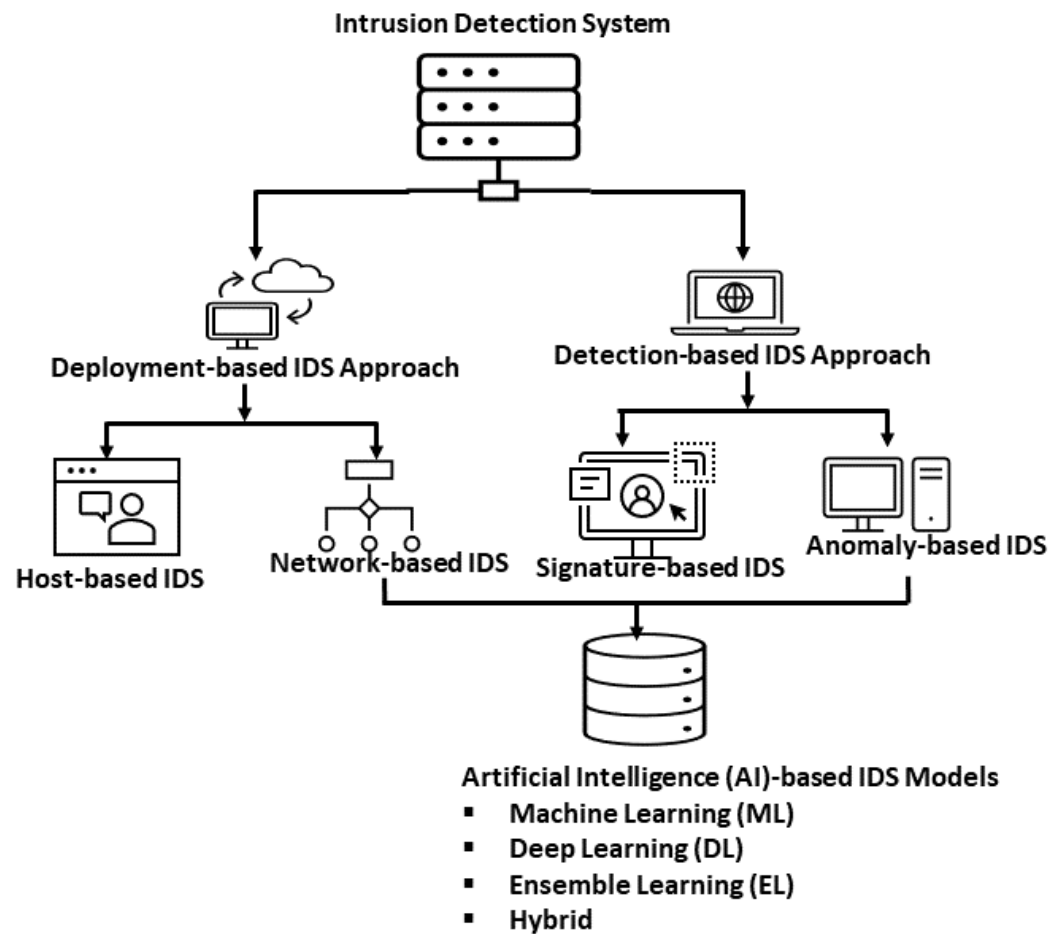 Intrusion Detection System
Deployment-based IDS Approach
Detection-based IDS Approach
Host-based IDS
Network-based IDS
Signature-based IDS
Anomaly-based IDS
Artificial Intelligence (AI)-based IDS Models
▪ Machine Learning (ML)
▪ Deep Learning (DL)
▪ Ensemble Learning (EL)
▪ Hybrid